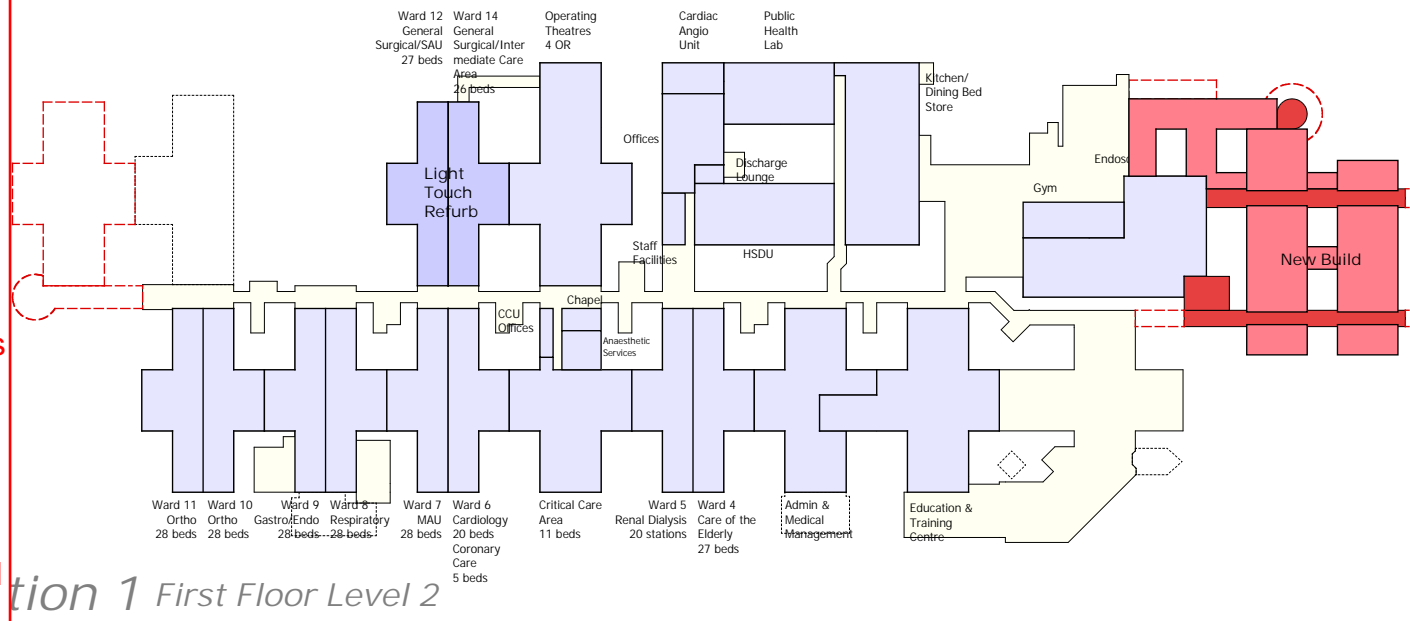 Ward 12
General
Surgical/SAU
27 beds
Ward 14
General
Surgical/Inter
mediate Care
Area
26 beds
Operating
Theatres
4 OR
Cardiac
Angio
Unit
Public
Health
Lab
Kitchen/
Dining Bed
Store
Offices
Discharge
Lounge
Endosc
Gym
Light
Touch
Refurb
Staff
Facilities
HSDU
New Build
Chapel
CCU
Offices
Anaesthetic
Services
s
Ward 11
Ortho
28 beds
Ward 10
Ortho
28 beds
Ward 9
Gastro/Endo
28 beds
Ward 8
Respiratory
28 beds
Ward 7
MAU
28 beds
Ward 6
Cardiology
20 beds
Coronary
Care
5 beds
Critical Care
Area
11 beds
Ward 5
Renal Dialysis
20 stations
Ward 4
Care of the
Elderly
27 beds
Admin &
Medical
Management
Education &
Training
Centre
tion 1 First Floor Level 2